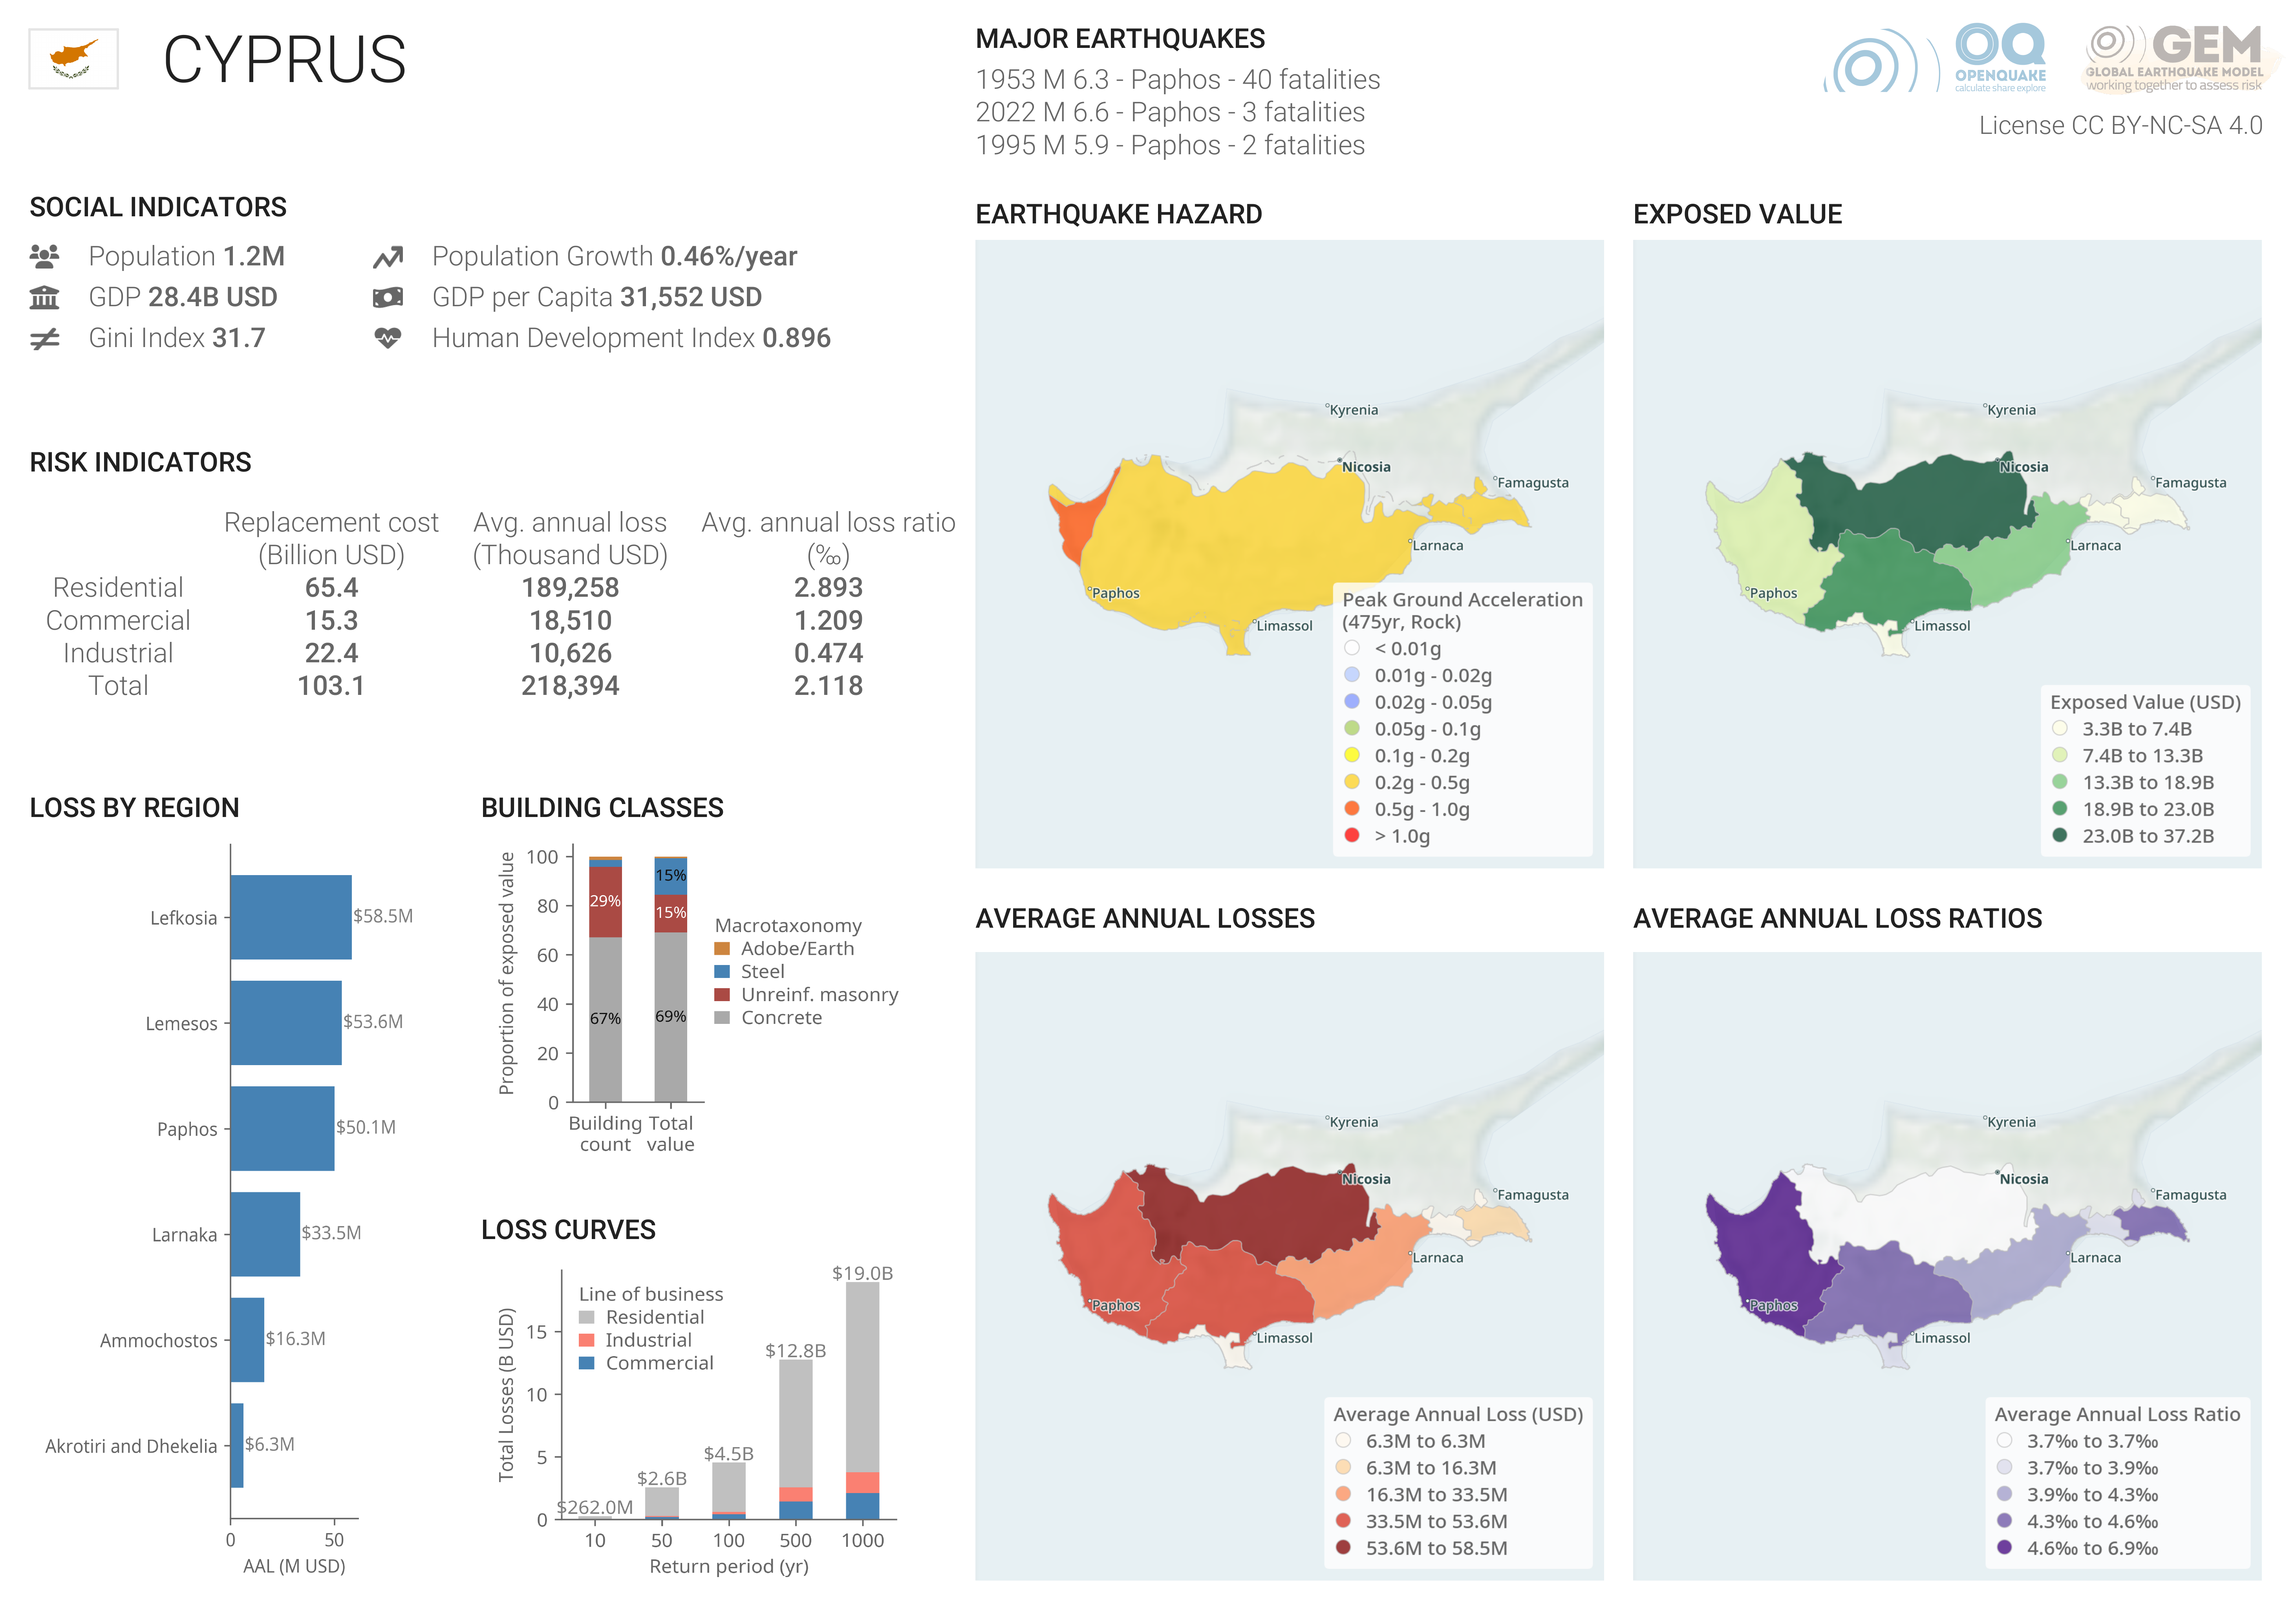 CYPRUS
MAJOR EARTHQUAKES
1953 M 6.3 - Paphos - 40 fatalities
2022 M 6.6 - Paphos - 3 fatalities
1995 M 5.9 - Paphos - 2 fatalities
OQ
OPENQUAKE
calculate share explore
GEM
GLOBAL EARTHQUAKE MODEL
working together to assess risk
License CC BY-NC-SA 4.0
SOCIAL INDICATORS
Population 1.2M
Population Growth 0.46%/year
GDP 28.4B USD
GDP per Capita 31,552 USD
Gini Index 31.7
Human Development Index 0.896
RISK INDICATORS
Replacement cost Avg. annual loss Avg. annual loss ratio
(Billion USD) (Thousand USD) (‰)
Residential 65.4 189,258 2.893
Commercial 15.3 18,510 1.209
Industrial 22.4 10,626 0.474
Total 103.1 218,394 2.118
LOSS BY REGION
Lefkosia $58.5M
Lemesos $53.6M
Paphos $50.1M
Larnaka $33.5M
Ammochostos $16.3M
Akrotiri and Dhekelia $6.3M
0 50
AAL (M USD)
BUILDING CLASSES
Proportion of exposed value
100
80
60
40
20
0
29%
67%
15%
15%
69%
Building count
Total value
Macrotaxonomy
Adobe/Earth
Steel
Unreinf. masonry
Concrete
LOSS CURVES
Total Losses (B USD)
15
10
5
0
Line of business
Residential
Industrial
Commercial
$262.0M
$2.6B
$4.5B
$12.8B
$19.0B
10 50 100 500 1000
Return period (yr)
EARTHQUAKE HAZARD
Kyrenia
Nicosia
Famagusta
Larnaca
Paphos
Limassol
Peak Ground Acceleration
(475yr, Rock)
< 0.01g
0.01g - 0.02g
0.02g - 0.05g
0.05g - 0.1g
0.1g - 0.2g
0.2g - 0.5g
0.5g - 1.0g
> 1.0g
EXPOSED VALUE
Kyrenia
Nicosia
Famagusta
Larnaca
Paphos
Limassol
Exposed Value (USD)
3.3B to 7.4B
7.4B to 13.3B
13.3B to 18.9B
18.9B to 23.0B
23.0B to 37.2B
AVERAGE ANNUAL LOSSES
Kyrenia
Nicosia
Famagusta
Larnaca
Paphos
Limassol
Average Annual Loss (USD)
6.3M to 6.3M
6.3M to 16.3M
16.3M to 33.5M
33.5M to 53.6M
53.6M to 58.5M
AVERAGE ANNUAL LOSS RATIOS
Kyrenia
Nicosia
Famagusta
Larnaca
Paphos
Limassol
Average Annual Loss Ratio
3.7‰ to 3.7‰
3.7‰ to 3.9‰
3.9‰ to 4.3‰
4.3‰ to 4.6‰
4.6‰ to 6.9‰